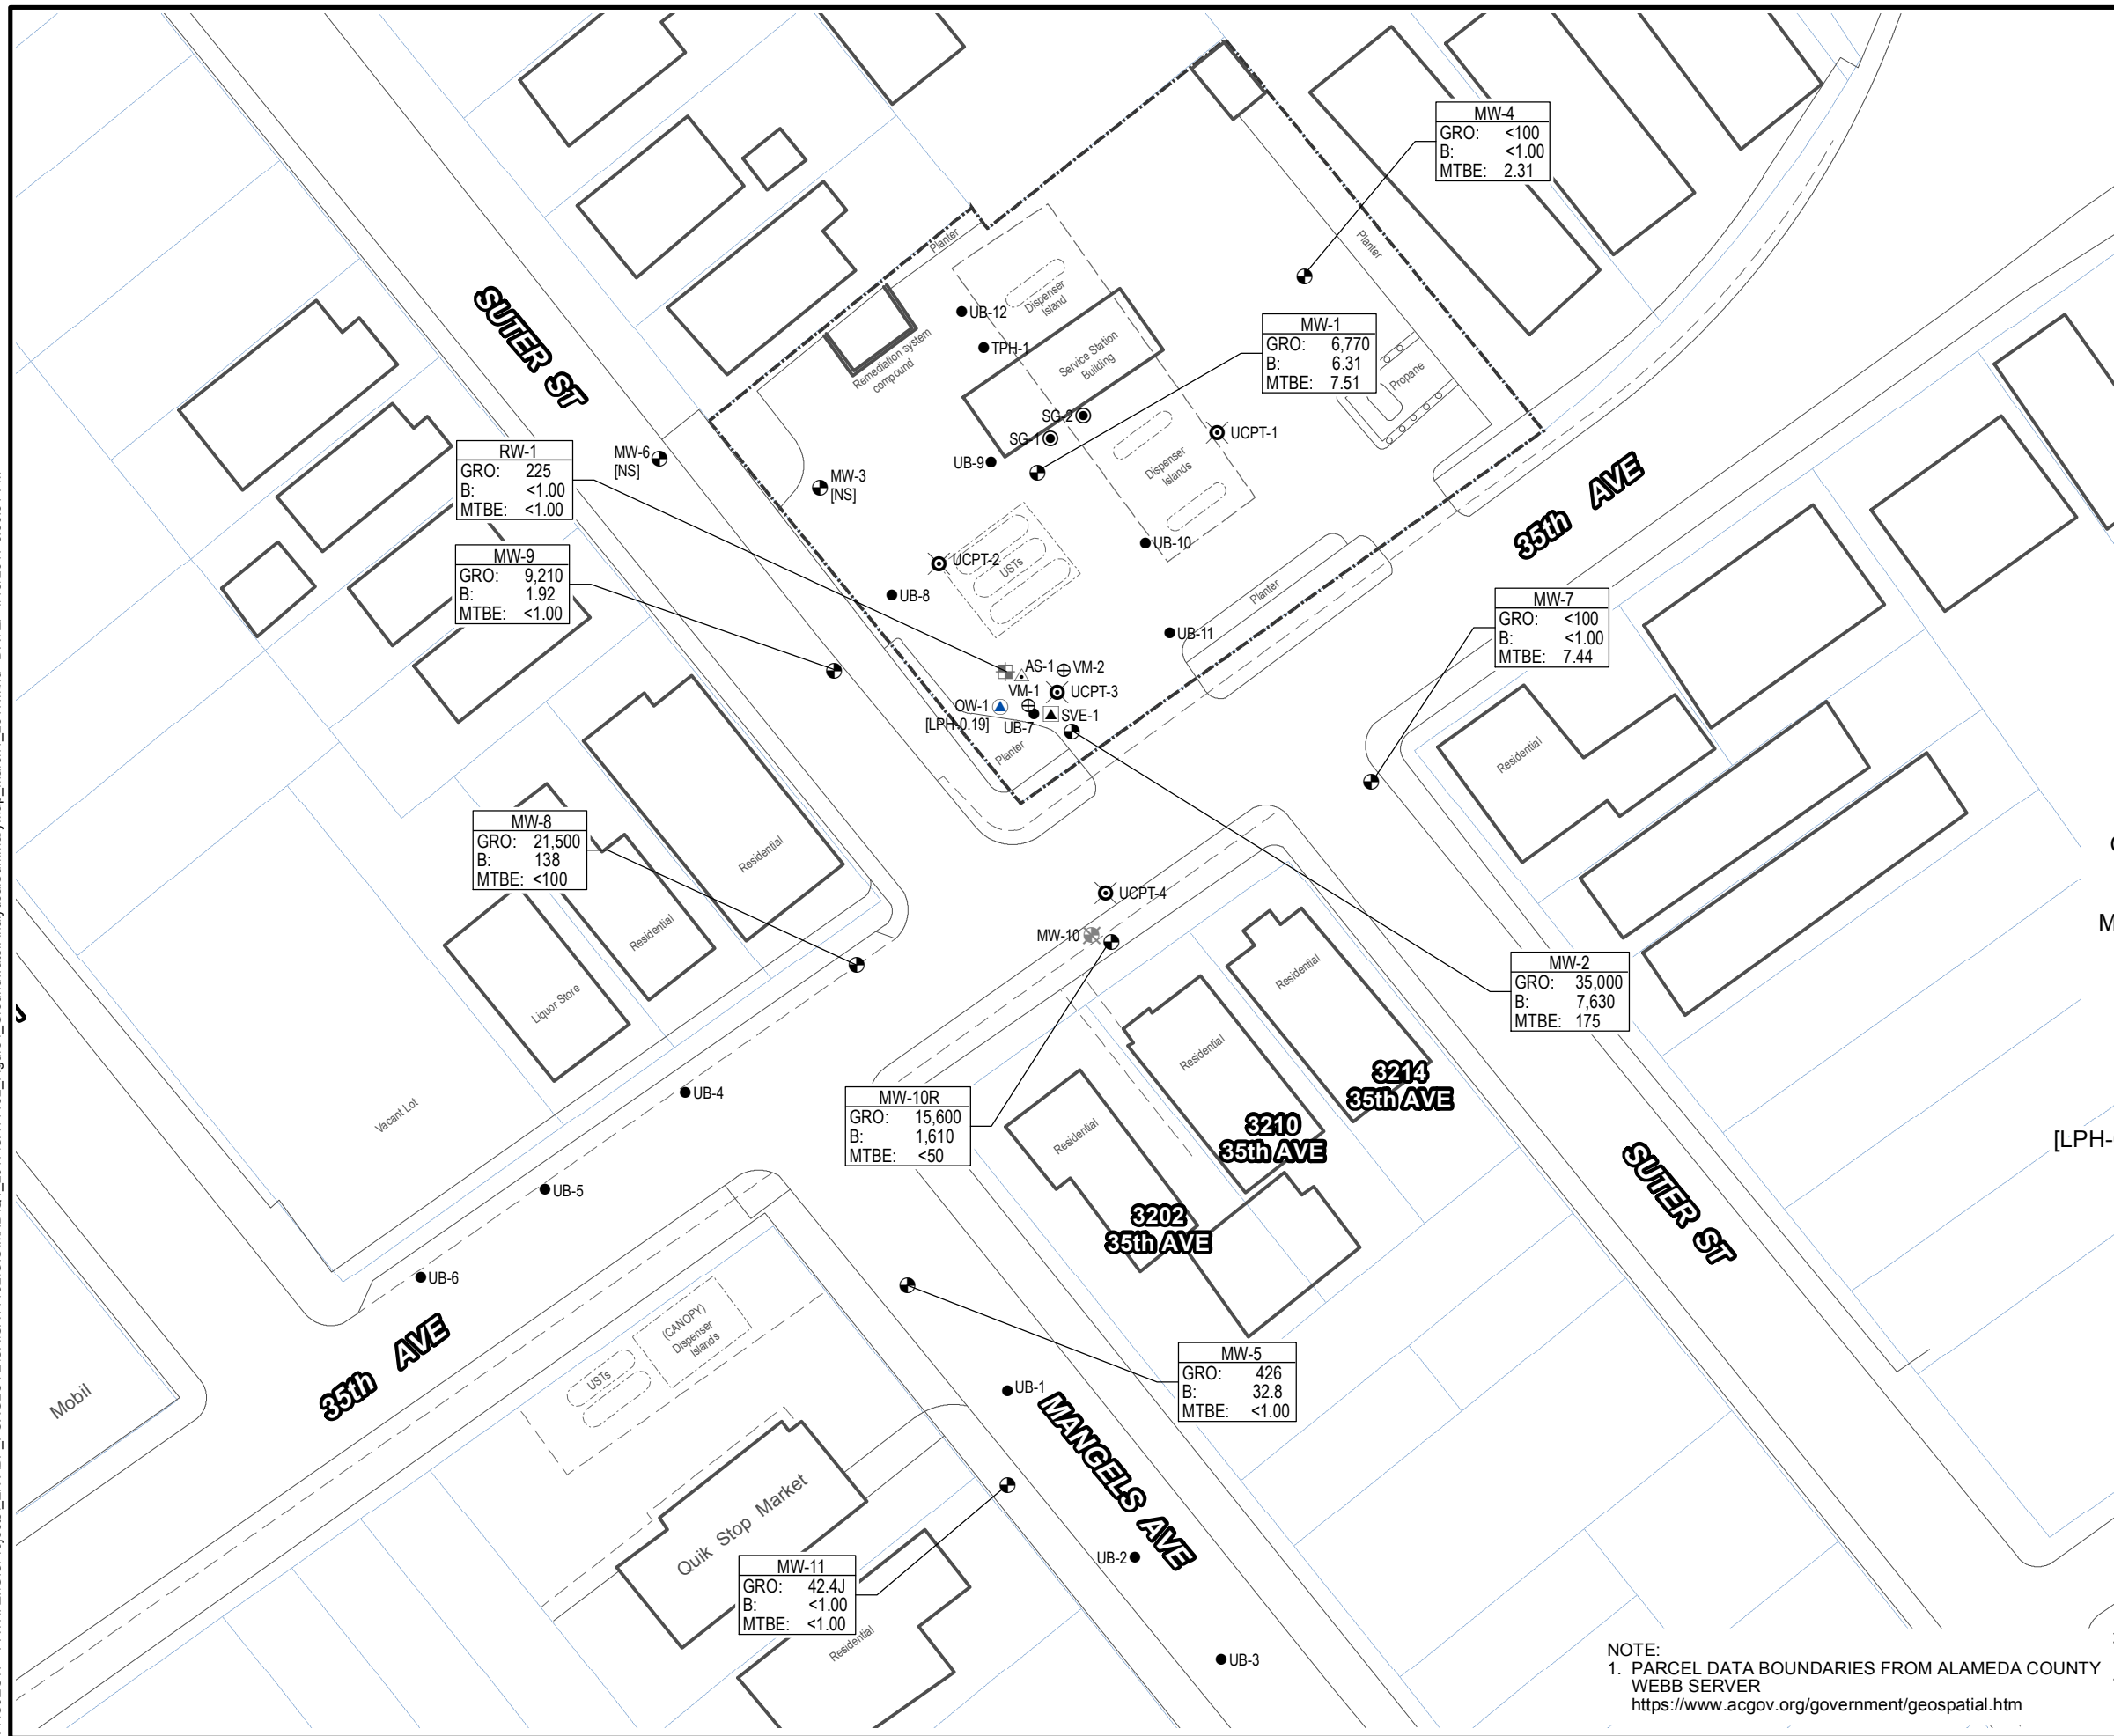 MW-4
GRO: <100
B: <1.00
MTBE: 2.31
Planter
Planter
Dispenser
Island
UB-12
TPH-1
Remediation system
compound
Service Station
Building
MW-1
GRO: 6,770
B: 6.31
MTBE: 7.51
Propane
SUTER ST
SG-2
SG-1
UCPT-1
UB-9
Dispenser
Islands
MW-6
[NS]
MW-3
[NS]
RW-1
GRO: 225
B: <1.00
MTBE: <1.00
35th AVE
MW-9
GRO: 9,210
B: 1.92
MTBE: <1.00
UCPT-2
USTs
UB-10
UB-8
Planter
UB-11
MW-7
GRO: <100
B: <1.00
MTBE: 7.44
AS-1
VM-2
VM-1
UCPT-3
OW-1
[LPH-0.19]
UB-7
SVE-1
Planter
Residential
MW-8
GRO: 21,500
B: 138
MTBE: <100
Residential
Residential
Liquor Store
UCPT-4
MW-10
Residential
MW-2
GRO: 35,000
B: 7,630
MTBE: 175
Residential
3214
35th AVE
UB-4
Vacant Lot
MW-10R
GRO: 15,600
B: 1,610
MTBE: <50
Residential
3210
35th AVE
[LPH-
SUTER ST
UB-5
3202
35th AVE
UB-6
(CANOPY)
Dispenser
Islands
USTs
35th AVE
Mobil
MW-5
GRO: 426
B: 32.8
MTBE: <1.00
UB-1
MANGELS AVE
Quik Stop Market
UB-2
MW-11
GRO: 42.4J
B: <1.00
MTBE: <1.00
Residential
UB-3
NOTE:
1. PARCEL DATA BOUNDARIES FROM ALAMEDA COUNTY
WEBB SERVER
https://www.acgov.org/government/geospatial.htm